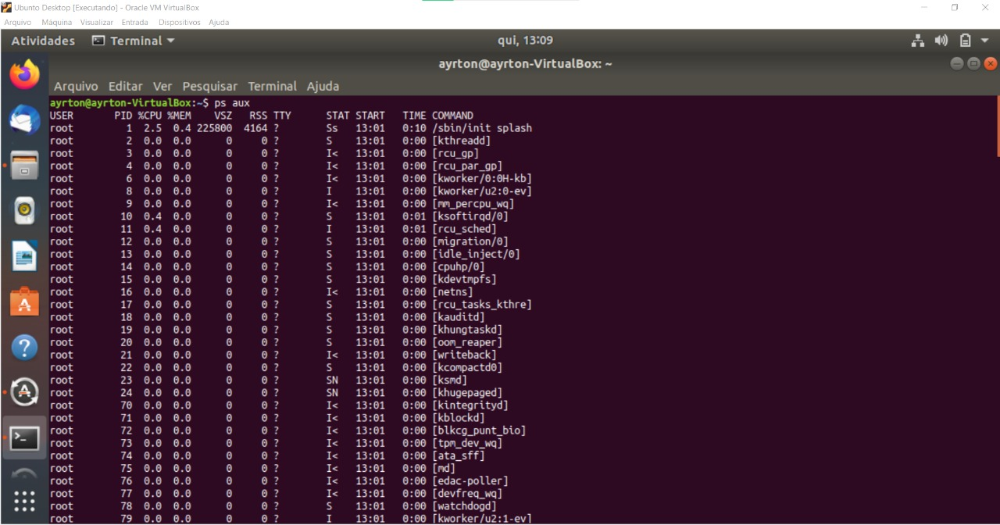 Ubunto Desktop [Executando] - Oracle VM VirtualBox
Arquivo Máquina Visualizar Entrada Dispositivos Ajuda
Atividades Terminal qui, 13:09
ayrton@ayrton-VirtualBox: ~
Arquivo Editar Ver Pesquisar Terminal Ajuda
ayrton@ayrton-VirtualBox:~$ ps aux
USER PID %CPU %MEM VSZ RSS TTY STAT START TIME COMMAND
root 1 2.5 0.4 225800 4164 ? Ss 13:01 0:10 /sbin/init splash
root 2 0.0 0.0 0 0 ? S 13:01 0:00 [kthreadd]
root 3 0.0 0.0 0 0 ? I< 13:01 0:00 [rcu_gp]
root 4 0.0 0.0 0 0 ? I< 13:01 0:00 [rcu_par_gp]
root 6 0.0 0.0 0 0 ? I< 13:01 0:00 [kworker/0:0H-kb]
root 8 0.0 0.0 0 0 ? I 13:01 0:00 [kworker/u2:0-ev]
root 9 0.0 0.0 0 0 ? I< 13:01 0:00 [mm_percpu_wq]
root 10 0.4 0.0 0 0 ? S 13:01 0:01 [ksoftirqd/0]
root 11 0.4 0.0 0 0 ? I 13:01 0:01 [rcu_sched]
root 12 0.0 0.0 0 0 ? S 13:01 0:00 [migration/0]
root 13 0.0 0.0 0 0 ? S 13:01 0:00 [idle_inject/0]
root 14 0.0 0.0 0 0 ? S 13:01 0:00 [cpuhp/0]
root 15 0.0 0.0 0 0 ? S 13:01 0:00 [kdevtmpfs]
root 16 0.0 0.0 0 0 ? I< 13:01 0:00 [netns]
root 17 0.0 0.0 0 0 ? S 13:01 0:00 [rcu_tasks_kthre]
root 18 0.0 0.0 0 0 ? S 13:01 0:00 [kauditd]
root 19 0.0 0.0 0 0 ? S 13:01 0:00 [khungtaskd]
root 20 0.0 0.0 0 0 ? S 13:01 0:00 [oom_reaper]
root 21 0.0 0.0 0 0 ? I< 13:01 0:00 [writeback]
root 22 0.0 0.0 0 0 ? S 13:01 0:00 [kcompactd0]
root 23 0.0 0.0 0 0 ? SN 13:01 0:00 [ksmd]
root 24 0.0 0.0 0 0 ? SN 13:01 0:00 [khugepaged]
root 70 0.0 0.0 0 0 ? I< 13:01 0:00 [kintegrityd]
root 71 0.0 0.0 0 0 ? I< 13:01 0:00 [kblockd]
root 72 0.0 0.0 0 0 ? I< 13:01 0:00 [blkcg_punt_bio]
root 73 0.0 0.0 0 0 ? I< 13:01 0:00 [tpm_dev_wq]
root 74 0.0 0.0 0 0 ? I< 13:01 0:00 [ata_sff]
root 75 0.0 0.0 0 0 ? I< 13:01 0:00 [md]
root 76 0.0 0.0 0 0 ? I< 13:01 0:00 [edac-poller]
root 77 0.0 0.0 0 0 ? I< 13:01 0:00 [devfreq_wq]
root 78 0.0 0.0 0 0 ? S 13:01 0:00 [watchdogd]
root 79 0.0 0.0 0 0 ? I 13:01 0:00 [kworker/u2:1-ev]